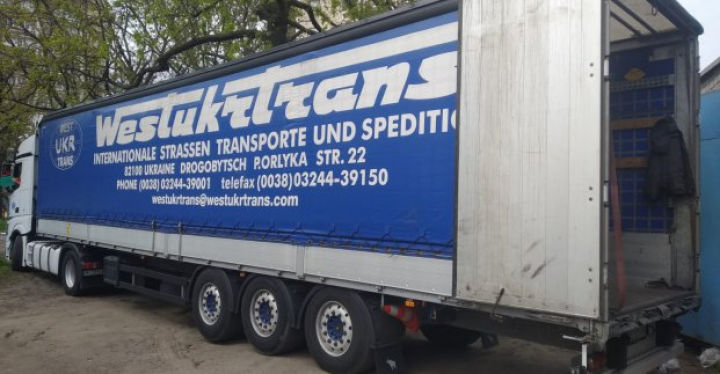 WEST
UKR
TRANS
Westukrtrans
INTERNATIONALE STRASSEN TRANSPORTE UND SPEDITIO
82100 UKRAINE DROGOBYTSCH P.ORLYKA STR. 22
PHONE (0038) 03244-39001 telefax (0038) 03244-39150
westukrtrans@westukrtrans.com